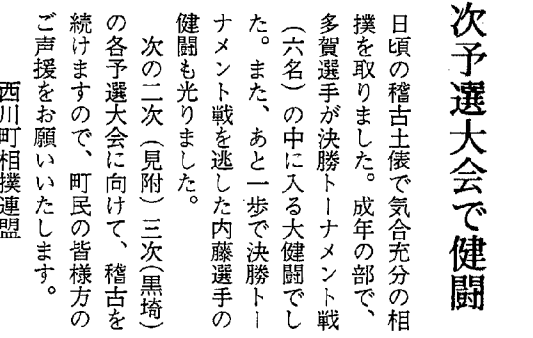 次予選大会で健闘
日頃の稽古土俵で気合充分の相
撲を取りました。成年の部で、
多賀選手が決勝トーナメント戦
(六名)の中に入る大健闘でし
た。また、あと一歩で決勝トー
ナメント戦を逃した内藤選手の
健闘も光りました。
次の二次(見附)三次(黒埼)
の各予選大会に向けて、稽古を
続けますので、町民の皆様方の
ご声援をお願いいたします。
西川町相撲連盟